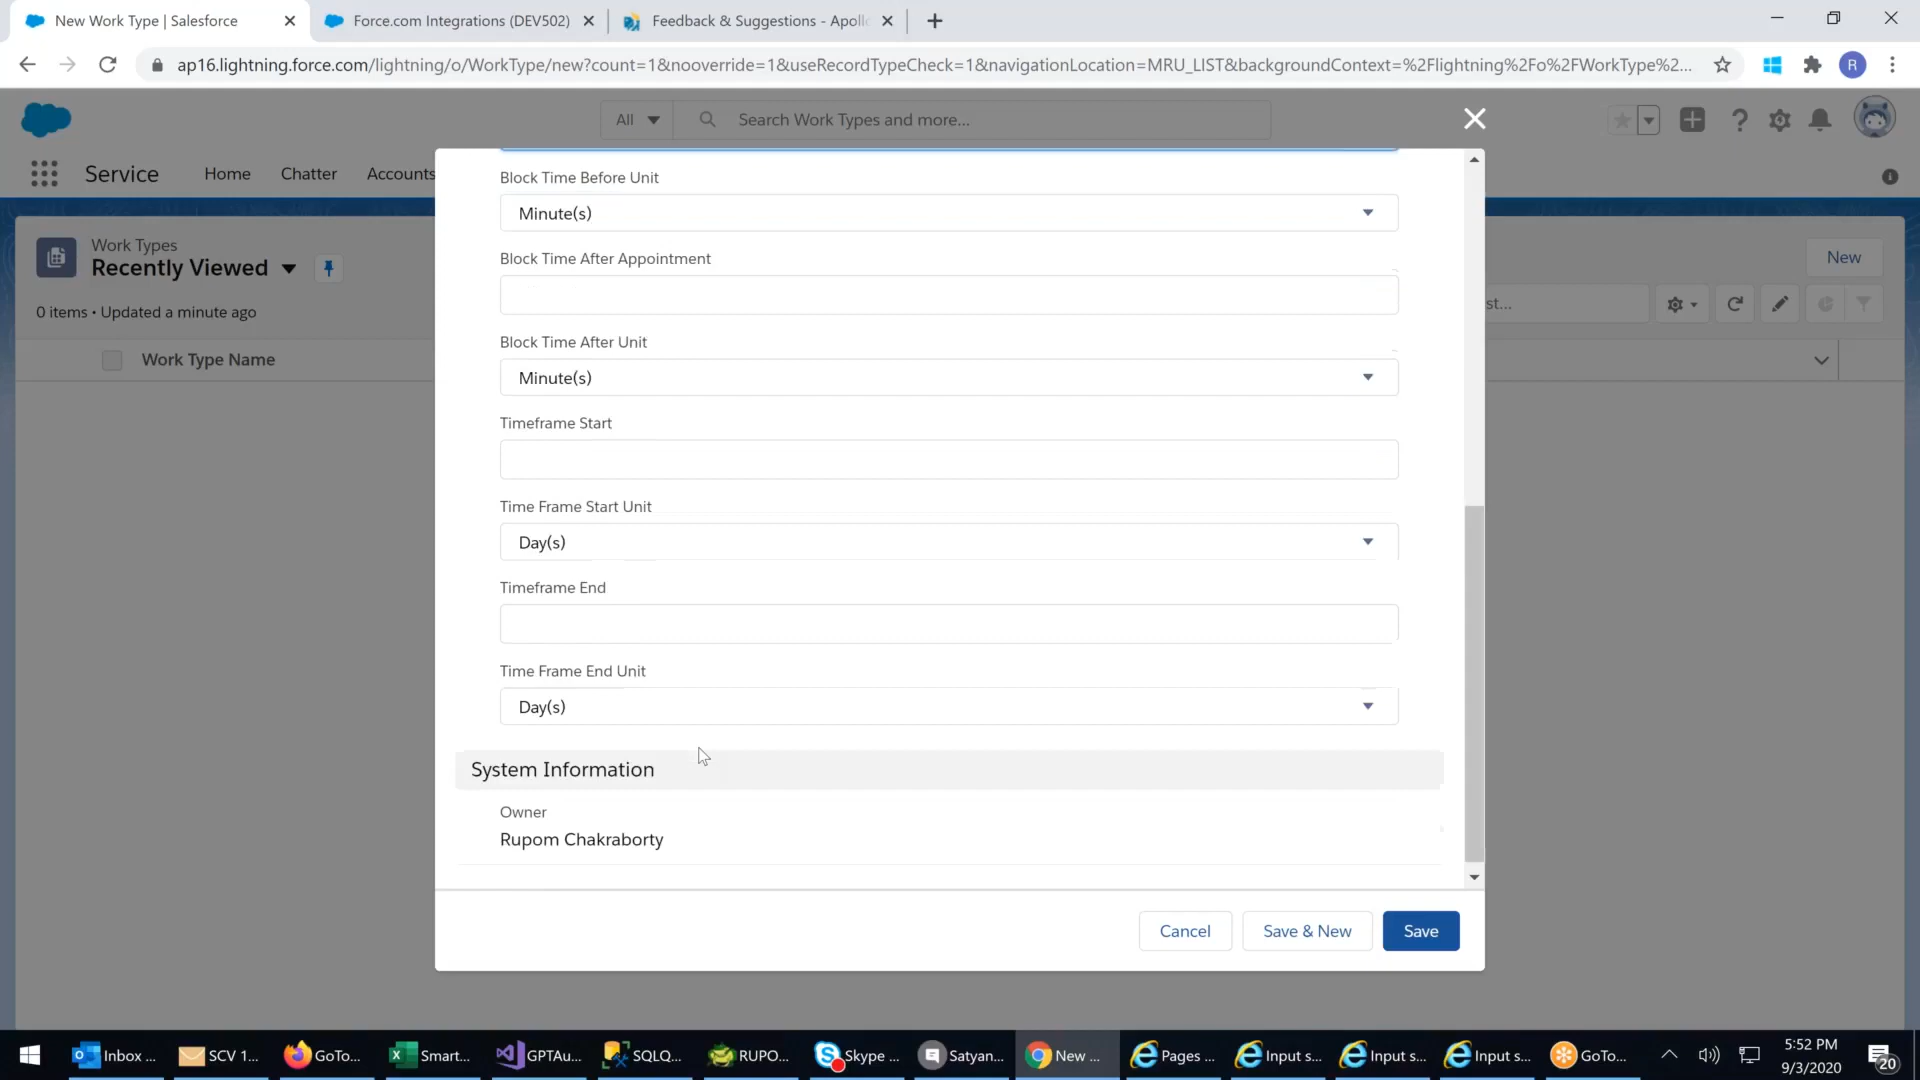 New Work Type | Salesforce
Force.com Integrations (DEV502)
Feedback & Suggestions - Apoll
ap16.lightning.force.com/lightning/o/WorkType/new?count=1&nooverride=1&useRecordTypeCheck=1&navigationLocation=MRU_LIST&backgroundContext=%2Flightning%2Fo%2FWorkType%2...
R
All
Search Work Types and more...
Service
Home
Chatter
Accounts
Work Types
Recently Viewed
New
0 items • Updated a minute ago
st...
Work Type Name
Block Time Before Unit
Minute(s)
Block Time After Appointment
Block Time After Unit
Minute(s)
Timeframe Start
Time Frame Start Unit
Day(s)
Timeframe End
Time Frame End Unit
Day(s)
System Information
Owner
Rupom Chakraborty
Cancel
Save & New
Save
Inbox ...
SCV 1...
GoTo...
Smart...
GPTAu...
SQLQ...
RUPO...
Skype ...
Satyan...
New ...
Pages ...
Input s...
Input s...
Input s...
GoTo...
5:52 PM
9/3/2020
20